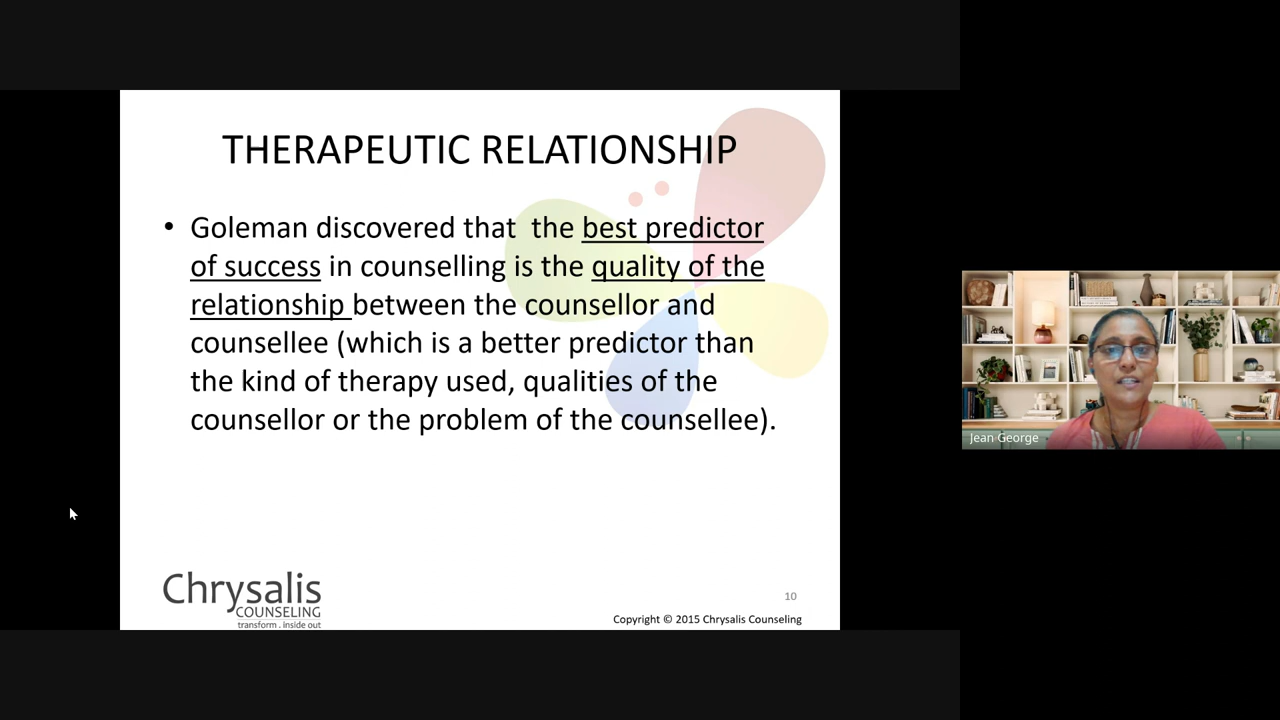 THERAPEUTIC RELATIONSHIP
• Goleman discovered that the best predictor
of success in counselling is the quality of the
relationship between the counsellor and
counsellee (which is a better predictor than
the kind of therapy used, qualities of the
counsellor or the problem of the counsellee).
Chrysalis
COUNSELING
transform . inside out
10
Copyright © 2015 Chrysalis Counseling
Jean George